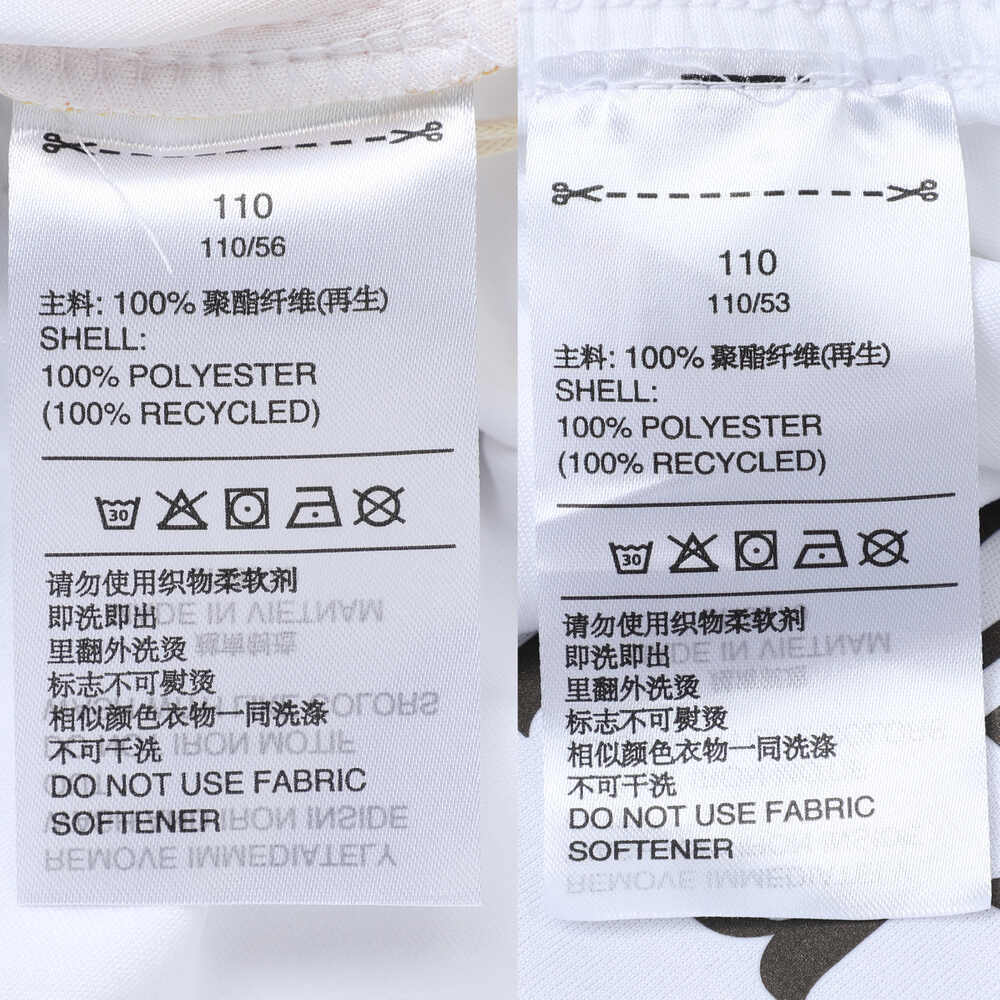 110
110/56
主料: 100% 聚酯纤维(再生)
SHELL:
100% POLYESTER
(100% RECYCLED)
30
请勿使用织物柔软剂
即洗即出
里翻外洗烫
标志不可熨烫
相似颜色衣物一同洗涤
不可干洗
DO NOT USE FABRIC
SOFTENER
110
110/53
主料: 100% 聚酯纤维(再生)
SHELL:
100% POLYESTER
(100% RECYCLED)
30
请勿使用织物柔软剂
即洗即出
里翻外洗烫
标志不可熨烫
相似颜色衣物一同洗涤
不可干洗
DO NOT USE FABRIC
SOFTENER